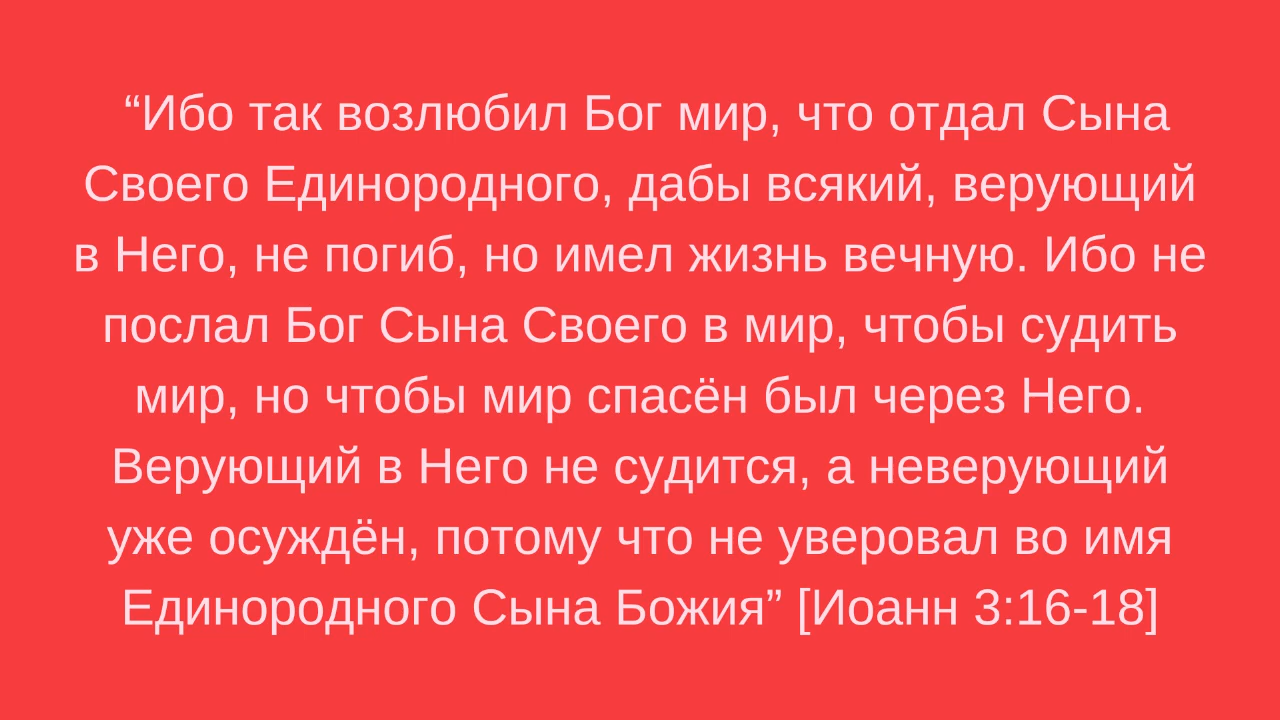 “Ибо так возлюбил Бог мир, что отдал Сына
Своего Единородного, дабы всякий, верующий
в Него, не погиб, но имел жизнь вечную. Ибо не
послал Бог Сына Своего в мир, чтобы судить
мир, но чтобы мир спасён был через Него.
Верующий в Него не судится, а неверующий
уже осуждён, потому что не уверовал во имя
Единородного Сына Божия” [Иоанн 3:16-18]